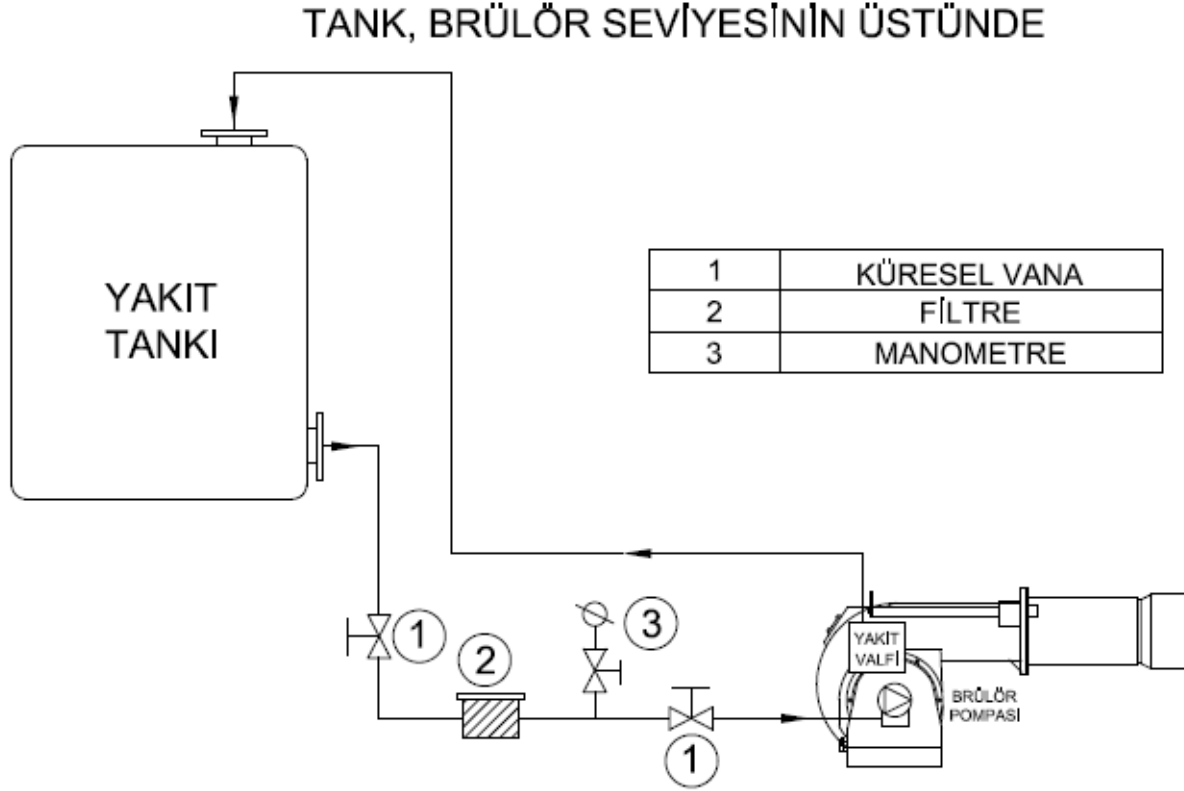 TANK, BRÜLÖR SEVİYESİNİN ÜSTÜNDE
YAKIT
TANKI
1 KÜRESEL VANA
2 FİLTRE
3 MANOMETRE
1
2
3
1
YAKİT
VALFİ
BRÜLÖR
POMPASI